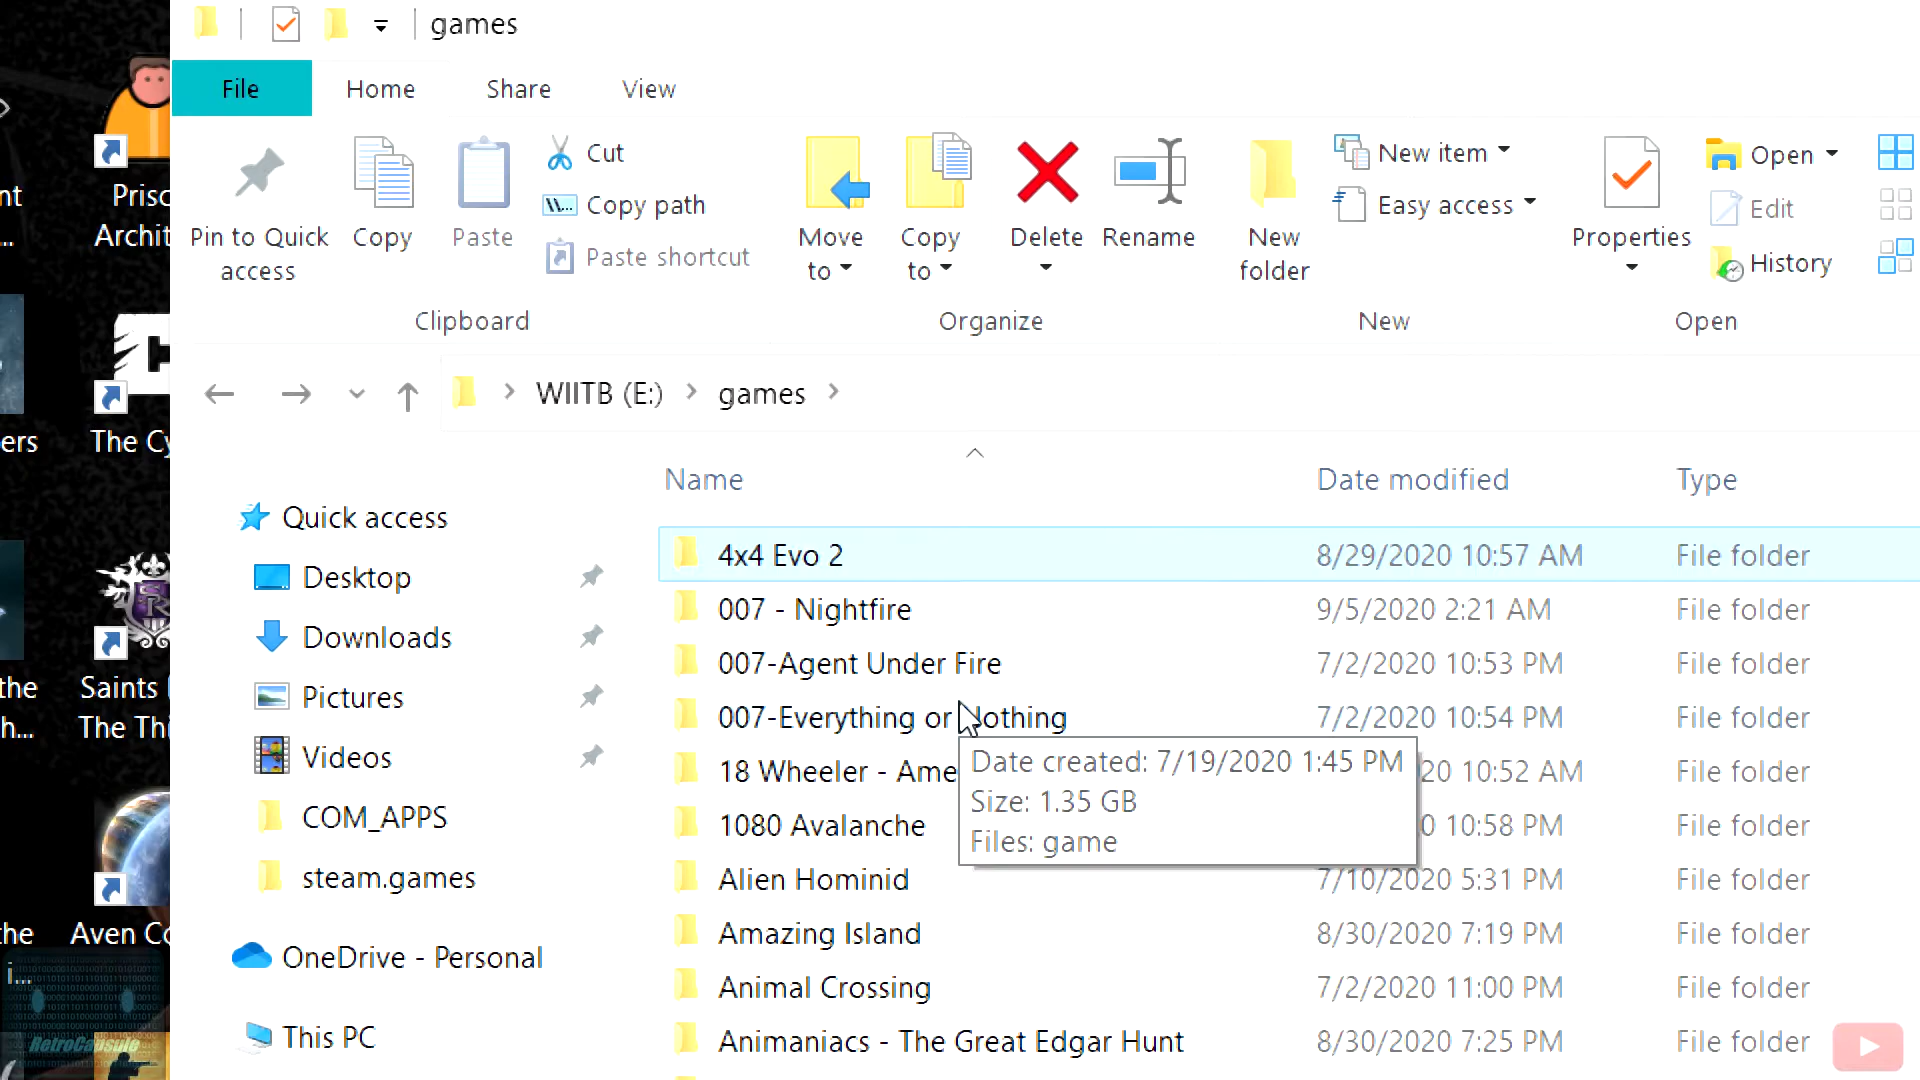 games
File Home Share View
Pin to Quick access
Copy
Paste
Cut
Copy path
Paste shortcut
Move to
Copy to
Delete
Rename
New folder
New item
Easy access
Properties
Open
Edit
History
Clipboard Organize New Open
WIITB (E:) games
Name Date modified Type
4x4 Evo 2 8/29/2020 10:57 AM File folder
007 - Nightfire 9/5/2020 2:21 AM File folder
007-Agent Under Fire 7/2/2020 10:53 PM File folder
007-Everything or Nothing 7/2/2020 10:54 PM File folder
18 Wheeler - Ame 20 10:52 AM File folder
1080 Avalanche 0 10:58 PM File folder
Alien Hominid 7/10/2020 5:31 PM File folder
Amazing Island 8/30/2020 7:19 PM File folder
Animal Crossing 7/2/2020 11:00 PM File folder
Animaniacs - The Great Edgar Hunt 8/30/2020 7:25 PM File folder
Date created: 7/19/2020 1:45 PM
Size: 1.35 GB
Files: game
Quick access
Desktop
Downloads
Pictures
Videos
COM_APPS
steam.games
OneDrive - Personal
This PC
nt
...
Prisc
Archit
ers
The Cy
the
h...
Saints
The Thi
he
i...
Aven Co
RetroCapsule